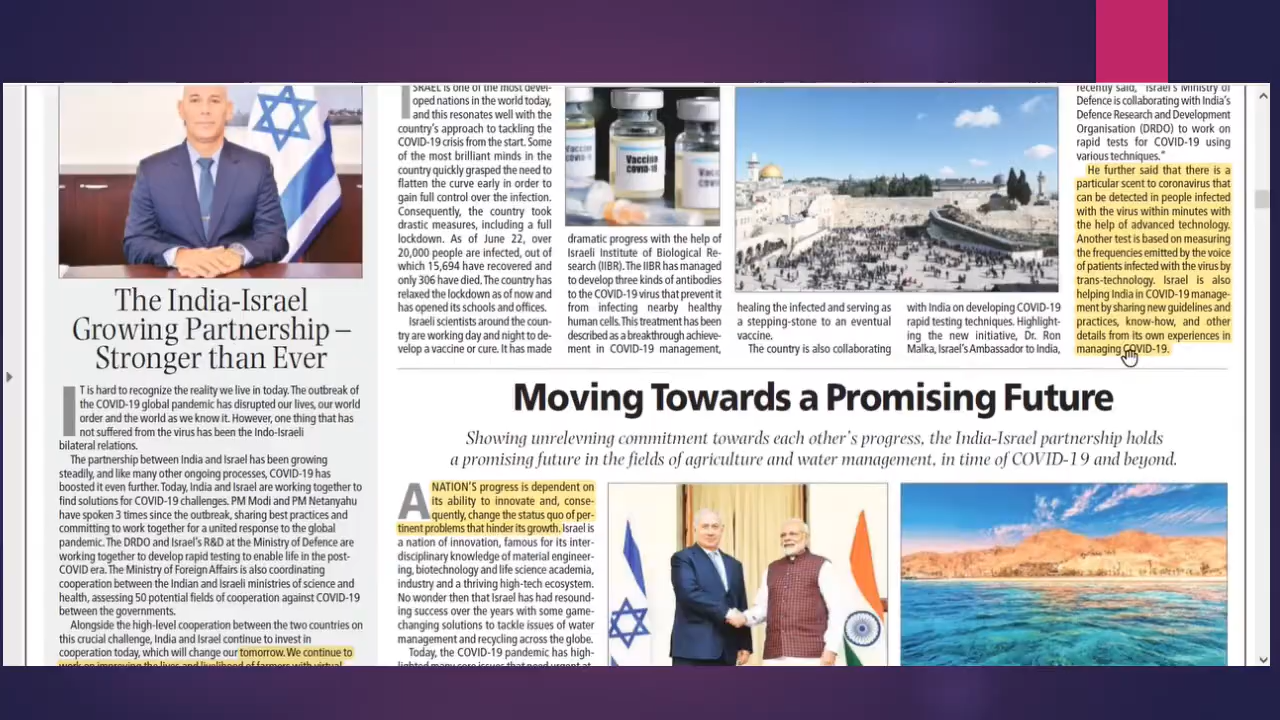 The India-Israel
Growing Partnership –
Stronger than Ever
IT is hard to recognize the reality we live in today. The outbreak of
the COVID-19 global pandemic has disrupted our lives, our world
order and the world as we know it. However, one thing that has
not suffered from the virus has been the Indo-Israeli
bilateral relations.
The partnership between India and Israel has been growing
steadily, and like many other ongoing processes, COVID-19 has
boosted it even further. Today, India and Israel are working together to
find solutions for COVID-19 challenges. PM Modi and PM Netanyahu
have spoken 3 times since the outbreak, sharing best practices and
committing to work together for a united response to the global
pandemic. The DRDO and Israel's R&D at the Ministry of Defence are
working together to develop rapid testing to enable life in the post-
COVID era. The Ministry of Foreign Affairs is also coordinating
cooperation between the Indian and Israeli ministries of science and
health, assessing 50 potential fields of cooperation against COVID-19
between the governments.
Alongside the high-level cooperation between the two countries on
this crucial challenge, India and Israel continue to invest in
cooperation today, which will change our tomorrow. We continue to
work on improving the lives and livelihood of farmers with virtual
ISRAEL is one of the most devel-
oped nations in the world today,
and this resonates well with the
country's approach to tackling the
COVID-19 crisis from the start. Some
of the most brilliant minds in the
country quickly grasped the need to
flatten the curve early in order to
gain full control over the infection.
Consequently, the country took
drastic measures, including a full
lockdown. As of June 22, over
20,000 people are infected, out of
which 15,694 have recovered and
only 306 have died. The country has
relaxed the lockdown as of now and
has opened its schools and offices.
Israeli scientists around the coun-
try are working day and night to de-
velop a vaccine or cure. It has made
Vaccine
COVID-19
dramatic progress with the help of
Israeli Institute of Biological Re-
search (IIBR). The IIBR has managed
to develop three kinds of antibodies
to the COVID-19 virus that prevent it
from infecting nearby healthy
human cells. This treatment has been
described as a breakthrough achieve-
ment in COVID-19 management,
healing the infected and serving as
a stepping-stone to an eventual
vaccine.
The country is also collaborating
with India on developing COVID-19
rapid testing techniques. Highlight-
ing the new initiative, Dr. Ron
Malka, Israel's Ambassador to India,
recently said, "Israel's Ministry of
Defence is collaborating with India's
Defence Research and Development
Organisation (DRDO) to work on
rapid tests for COVID-19 using
various techniques."
He further said that there is a
particular scent to coronavirus that
can be detected in people infected
with the virus within minutes with
the help of advanced technology.
Another test is based on measuring
the frequencies emitted by the voice
of patients infected with the virus by
trans-technology. Israel is also
helping India in COVID-19 manage-
ment by sharing new guidelines and
practices, know-how, and other
details from its own experiences in
managing COVID-19.
Moving Towards a Promising Future
Showing unrelevning commitment towards each other's progress, the India-Israel partnership holds
a promising future in the fields of agriculture and water management, in time of COVID-19 and beyond.
A NATION'S progress is dependent on
its ability to innovate and, conse-
quently, change the status quo of per-
tinent problems that hinder its growth. Israel is
a nation of innovation, famous for its inter-
disciplinary knowledge of material engineer-
ing, biotechnology and life science academia,
industry and a thriving high-tech ecosystem.
No wonder then that Israel has had resound-
ing success over the years with some game-
changing solutions to tackle issues of water
management and recycling across the globe.
Today, the COVID-19 pandemic has high-
lighted many core issues that need urgent at-